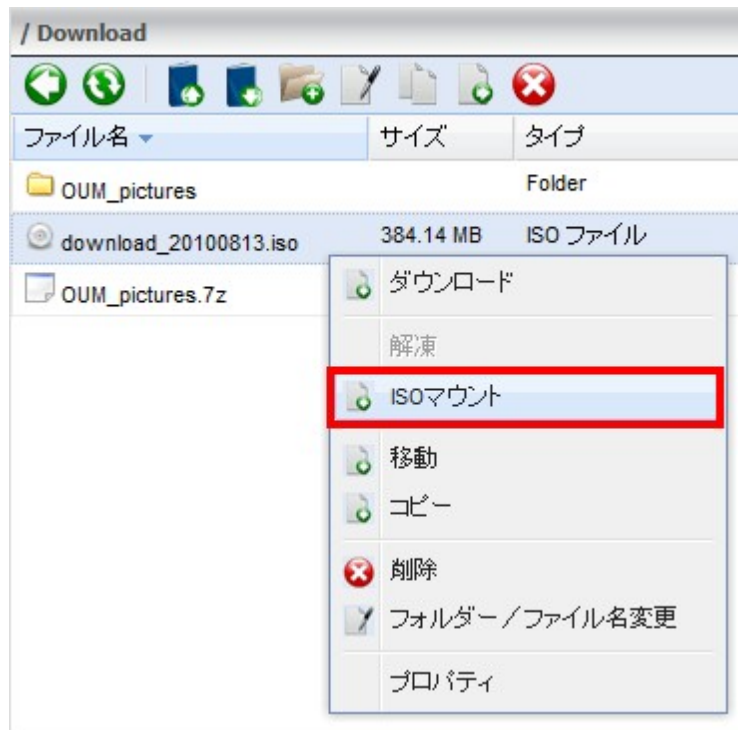 / Download
ファイル名 サイズ タイプ
OUM_pictures Folder
download_20100813.iso 384.14 MB ISO ファイル
OUM_pictures.7z
ダウンロード
解凍
ISOマウント
移動
コピー
削除
フォルダー／ファイル名変更
プロパティ